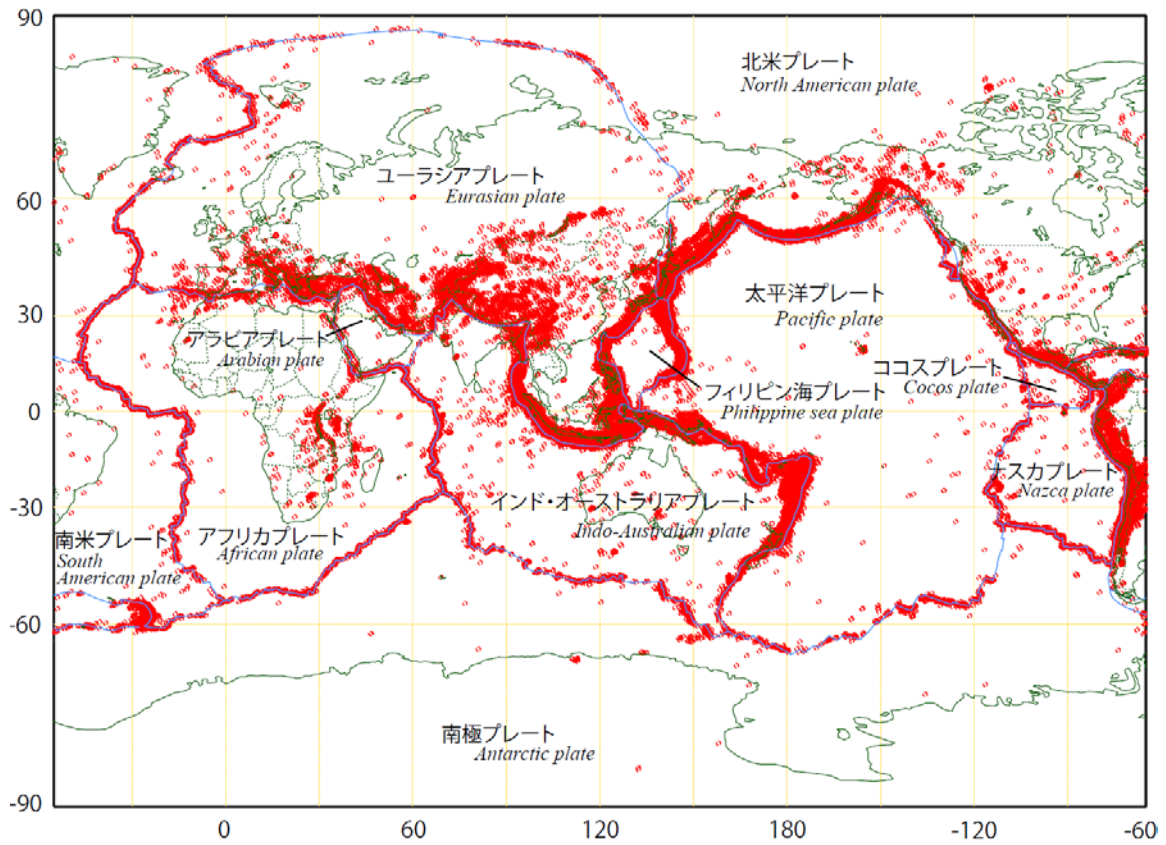 90
60
30
0
-30
-60
-90
北米プレート
North American plate
ユーラシアプレート
Eurasian plate
太平洋プレート
Pacific plate
アラビアプレート
Arabian plate
ココスプレート
Cocos plate
フィリピン海プレート
Philippine sea plate
ナスカプレート
Nazca plate
インド・オーストラリアプレート
Indo-Australian plate
アフリカプレート
African plate
南米プレート
South
American plate
南極プレート
Antarctic plate
0
60
120
180
-120
-60